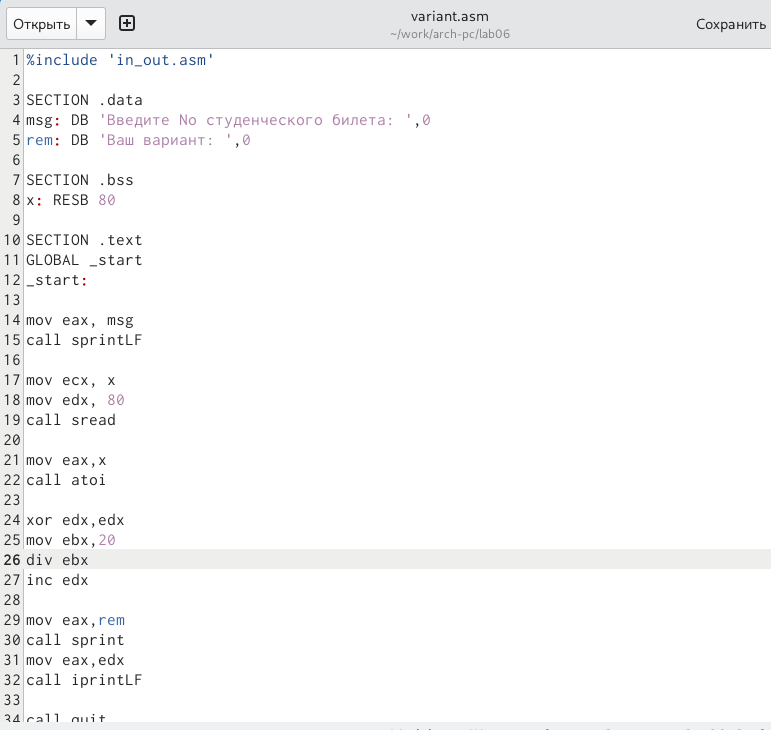 Открыть
variant.asm
~/work/arch-pc/lab06
Сохранить
1 %include 'in_out.asm'
2
3 SECTION .data
4 msg: DB 'Введите No студенческого билета: ',0
5 rem: DB 'Ваш вариант: ',0
6
7 SECTION .bss
8 x: RESB 80
9
10 SECTION .text
11 GLOBAL _start
12 _start:
13
14 mov eax, msg
15 call sprintLF
16
17 mov ecx, x
18 mov edx, 80
19 call sread
20
21 mov eax,x
22 call atoi
23
24 xor edx,edx
25 mov ebx,20
26 div ebx
27 inc edx
28
29 mov eax,rem
30 call sprint
31 mov eax,edx
32 call iprintLF
33
34 call quit